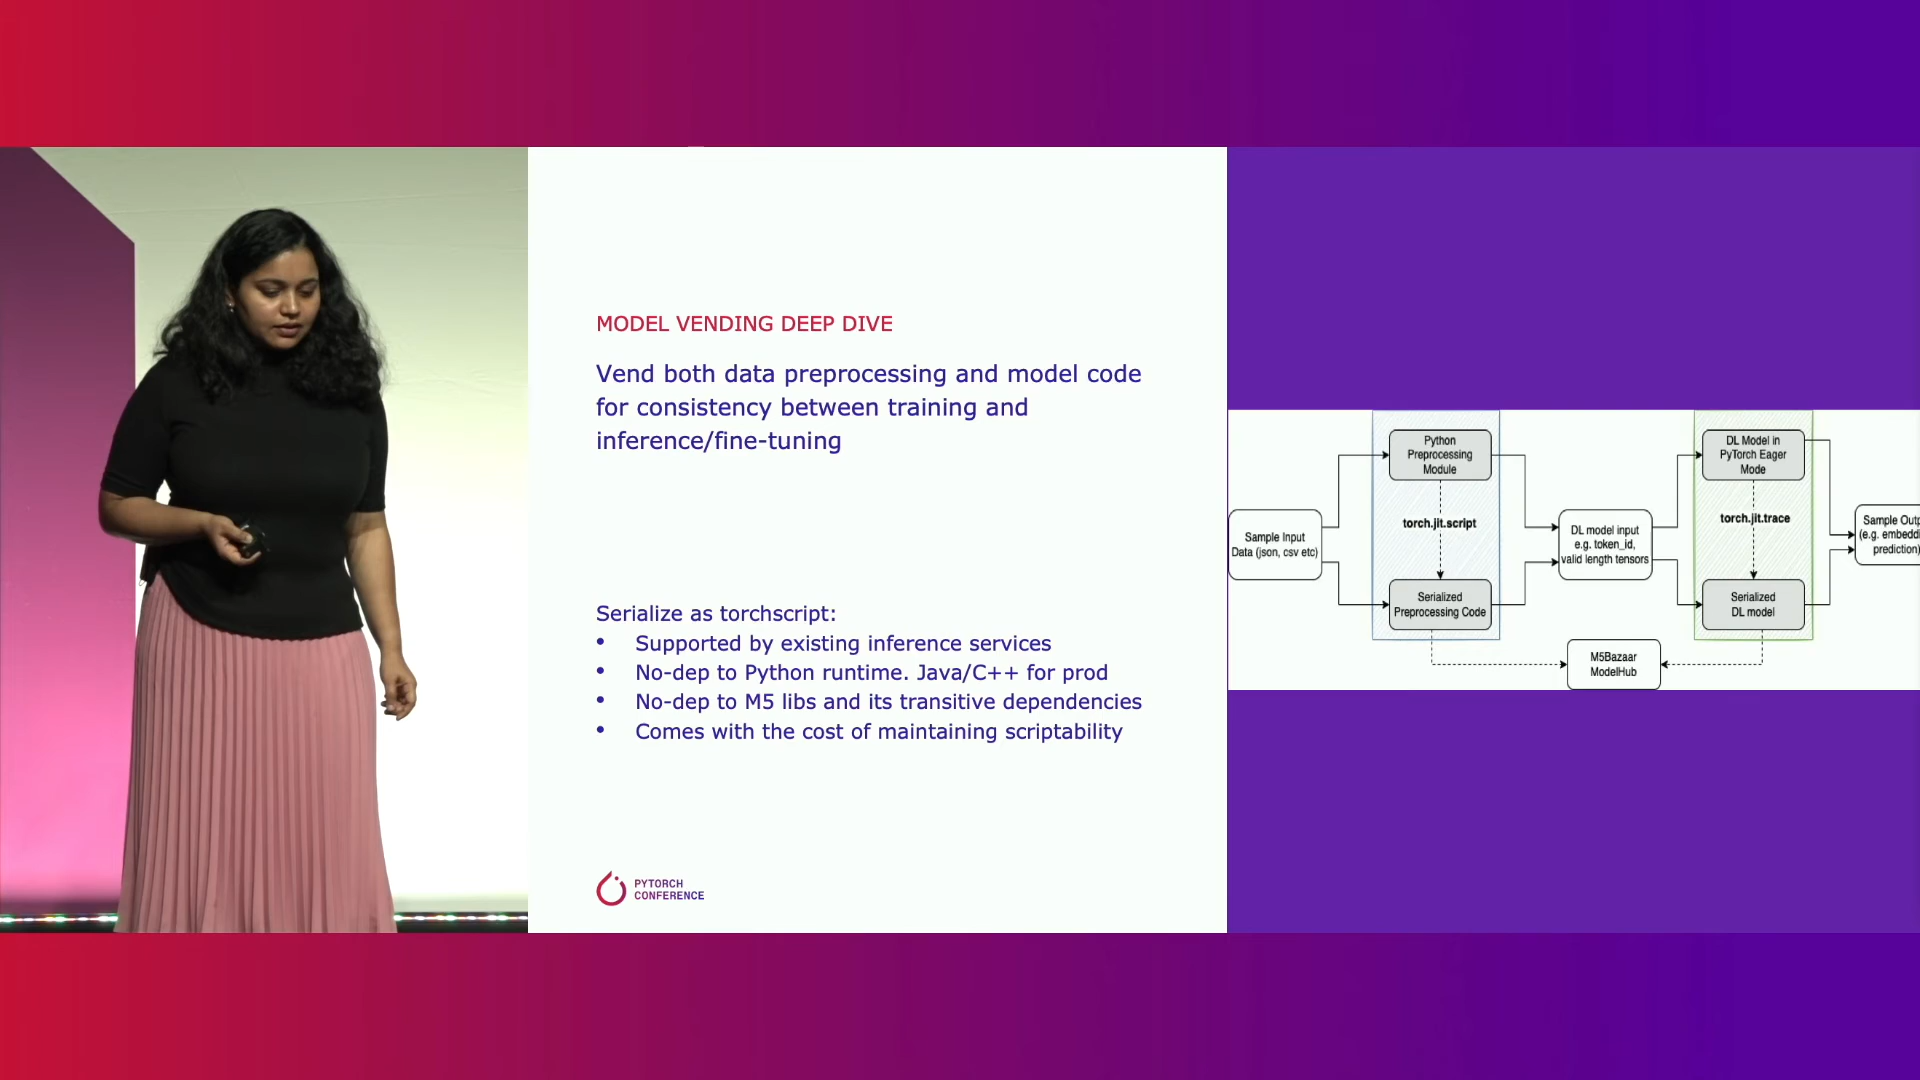 MODEL VENDING DEEP DIVE
Vend both data preprocessing and model code
for consistency between training and
inference/fine-tuning
Serialize as torchscript:
• Supported by existing inference services
• No-dep to Python runtime. Java/C++ for prod
• No-dep to M5 libs and its transitive dependencies
• Comes with the cost of maintaining scriptability
PYTORCH
CONFERENCE
Sample Input
Data (json, csv etc)
Python
Preprocessing
Module
torch.jit.script
Serialized
Preprocessing Code
DL model input
e.g. token_id,
valid length tensors
DL Model in
PyTorch Eager
Mode
torch.jit.trace
Serialized
DL model
M5Bazaar
ModelHub
Sample Outp
(e.g. embeddi
prediction)